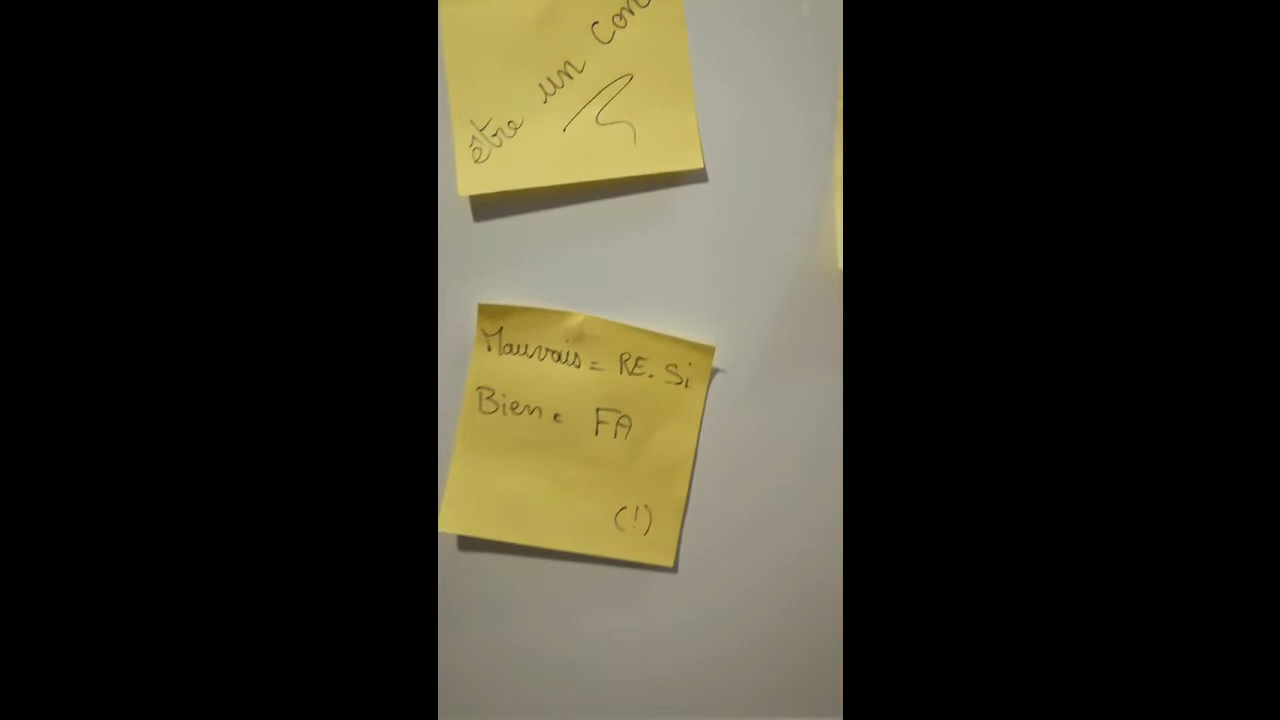 être un con
Mauvais = RE. Si
Bien = FA
(!)